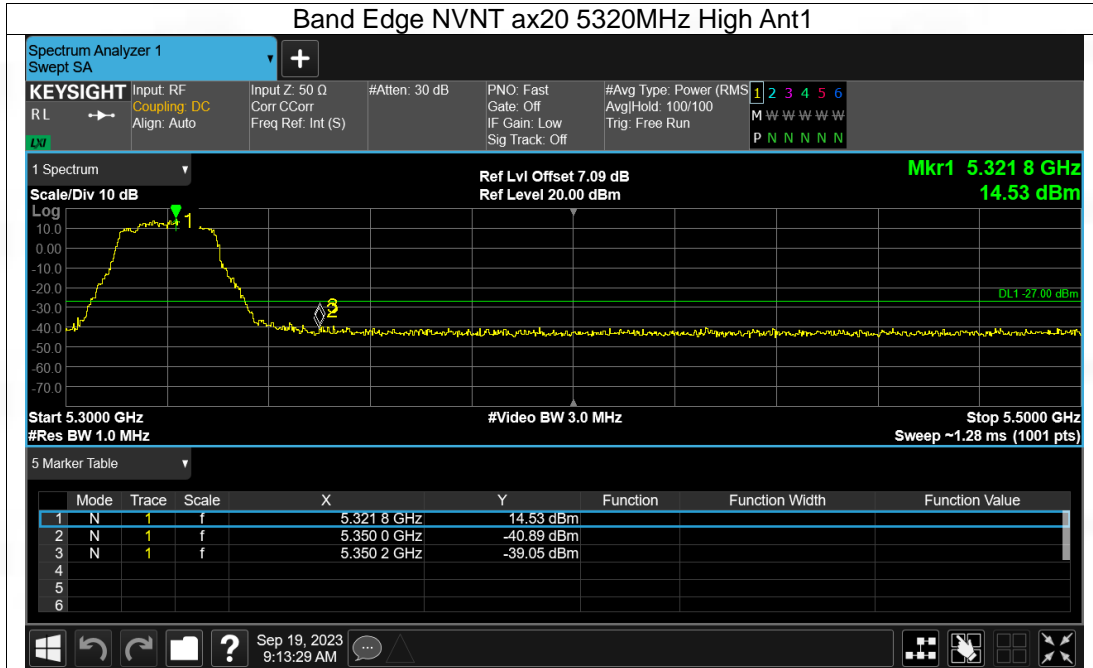 Band Edge NVNT ax20 5320MHz High Ant1
Spectrum Analyzer 1
Swept SA
+
KEYSIGHT
RL
LXI
Input: RF
Coupling: DC
Align: Auto
Input Z: 50 Ω
Corr CCorr
Freq Ref: Int (S)
#Atten: 30 dB
PNO: Fast
Gate: Off
IF Gain: Low
Sig Track: Off
#Avg Type: Power (RMS
Avg|Hold: 100/100
Trig: Free Run
1 2 3 4 5 6
M W W W W W W
P N N N N N N
1 Spectrum
Scale/Div 10 dB
Ref Lvl Offset 7.09 dB
Ref Level 20.00 dBm
Mkr1 5.321 8 GHz
14.53 dBm
Log
10.0
0.00
-10.0
-20.0
-30.0
-40.0
-50.0
-60.0
-70.0
1
2
3
DL1 -27.00 dBm
Start 5.3000 GHz
#Res BW 1.0 MHz
#Video BW 3.0 MHz
Stop 5.5000 GHz
Sweep ~1.28 ms (1001 pts)
5 Marker Table
Mode Trace Scale X Y Function Function Width Function Value
1 N 1 f 5.321 8 GHz 14.53 dBm
2 N 1 f 5.350 0 GHz -40.89 dBm
3 N 1 f 5.350 2 GHz -39.05 dBm
4
5
6
?
Sep 19, 2023
9:13:29 AM